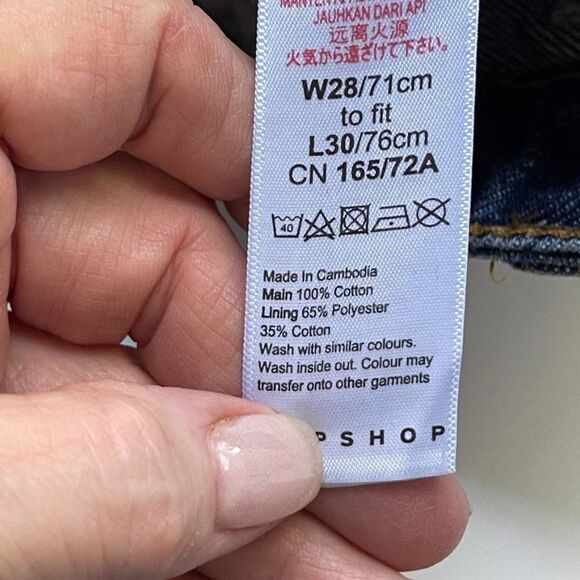 JAUHKAN DARI API
远离火源
火気から遠ざけて下さい。
W28/71cm
to fit
L30/76cm
CN 165/72A
40
Made In Cambodia
Main 100% Cotton
Lining 65% Polyester
35% Cotton
Wash with similar colours.
Wash inside out. Colour may
transfer onto other garments
PSHOP